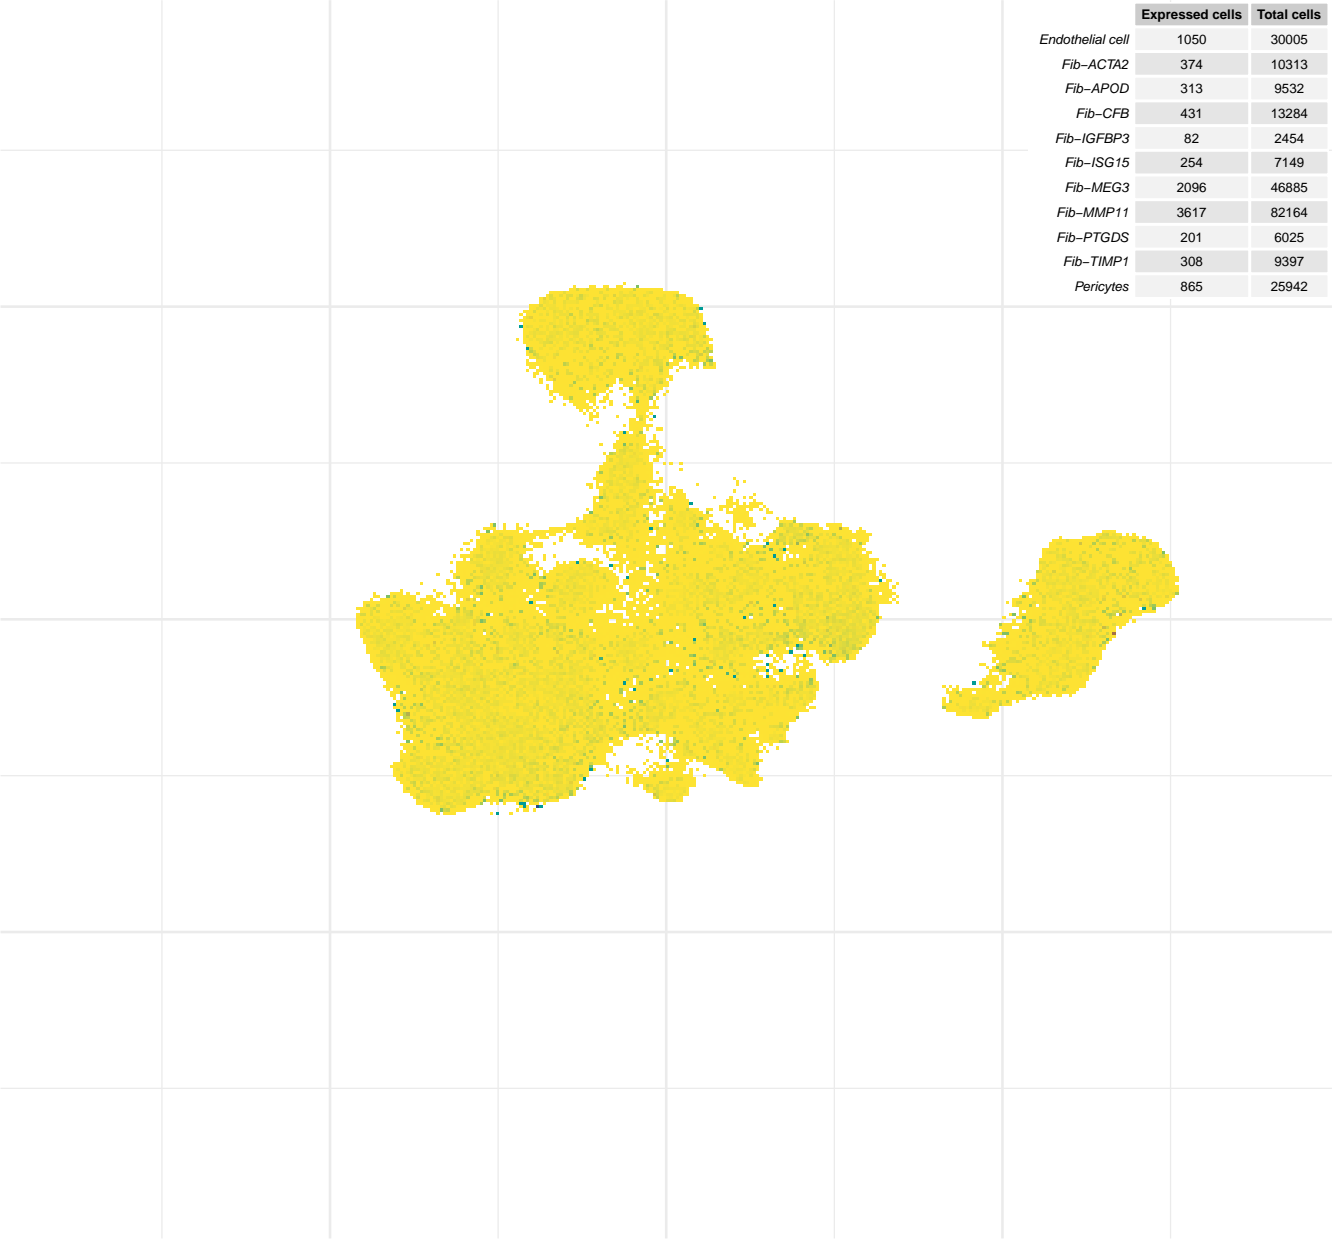 Expressed cells Total cells
Endothelial cell 1050 30005
Fib−ACTA2 374 10313
Fib−APOD 313 9532
Fib−CFB 431 13284
Fib−IGFBP3 82 2454
Fib−ISG15 254 7149
Fib−MEG3 2096 46885
Fib−MMP11 3617 82164
Fib−PTGDS 201 6025
Fib−TIMP1 308 9397
Pericytes 865 25942